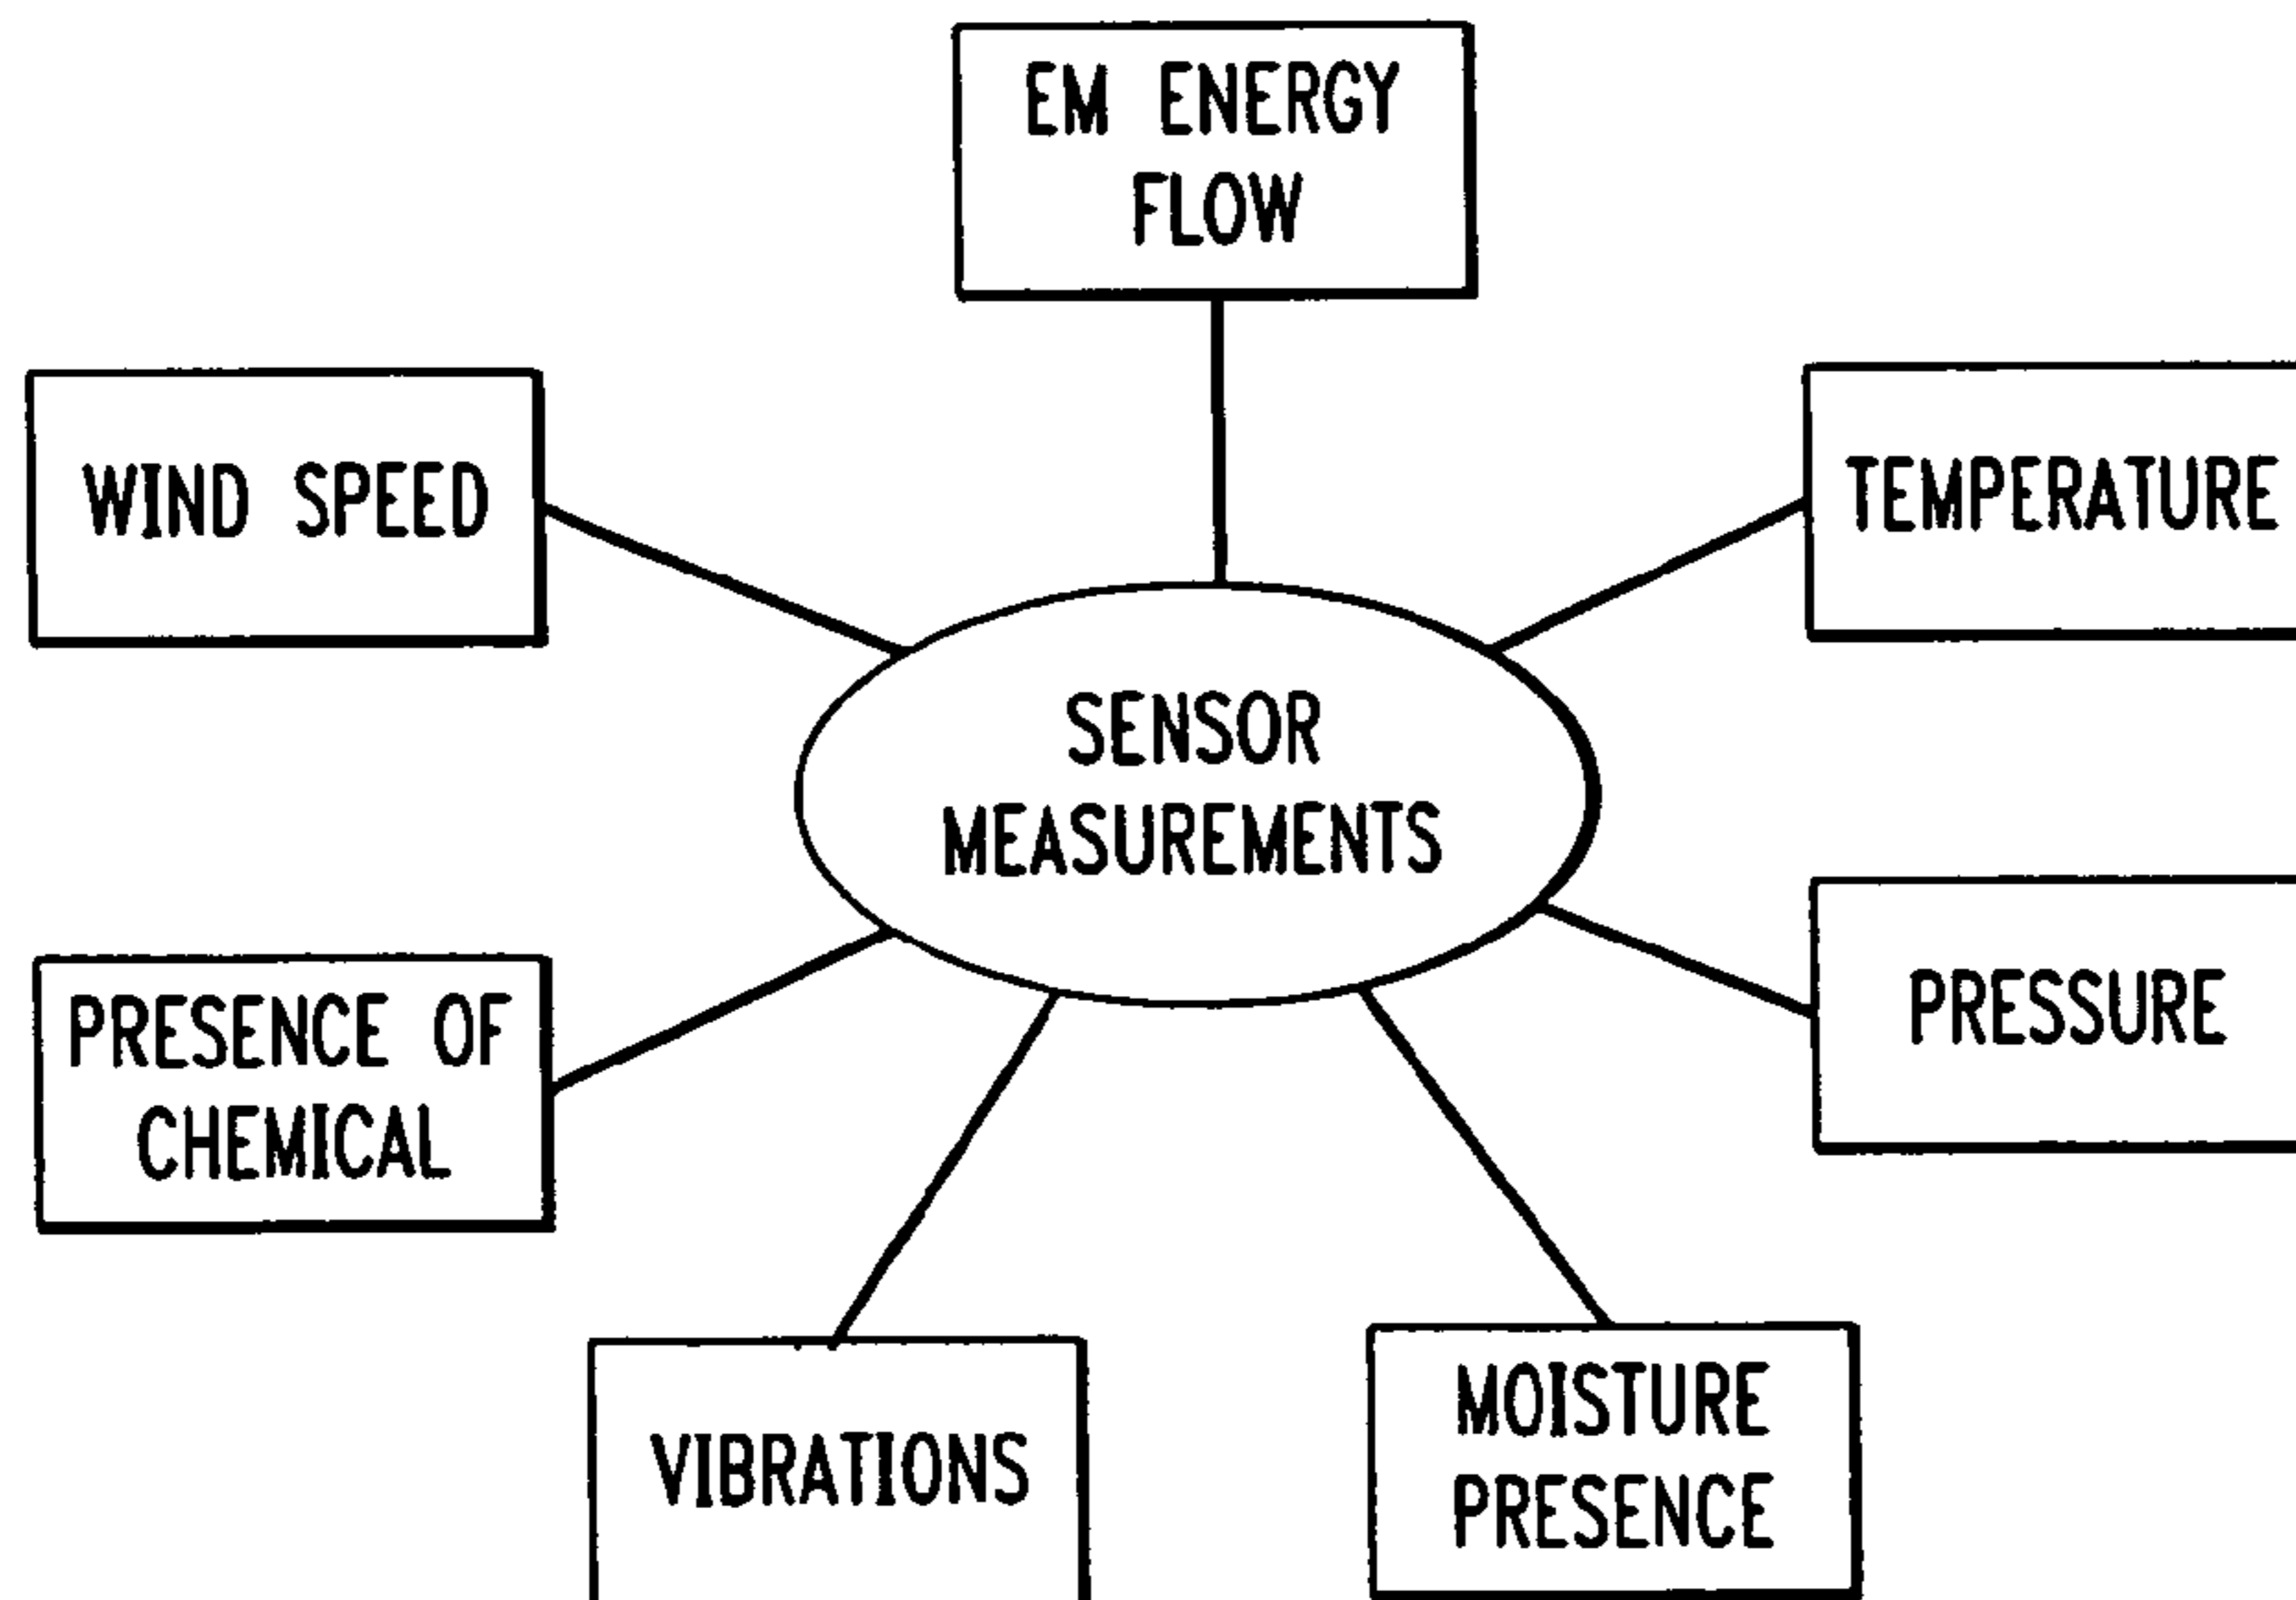 EM ENERGY
FLOW
WIND SPEED
TEMPERATURE
SENSOR
MEASUREMENTS
PRESENCE OF
CHEMICAL
PRESSURE
VIBRATIONS
MOISTURE
PRESENCE